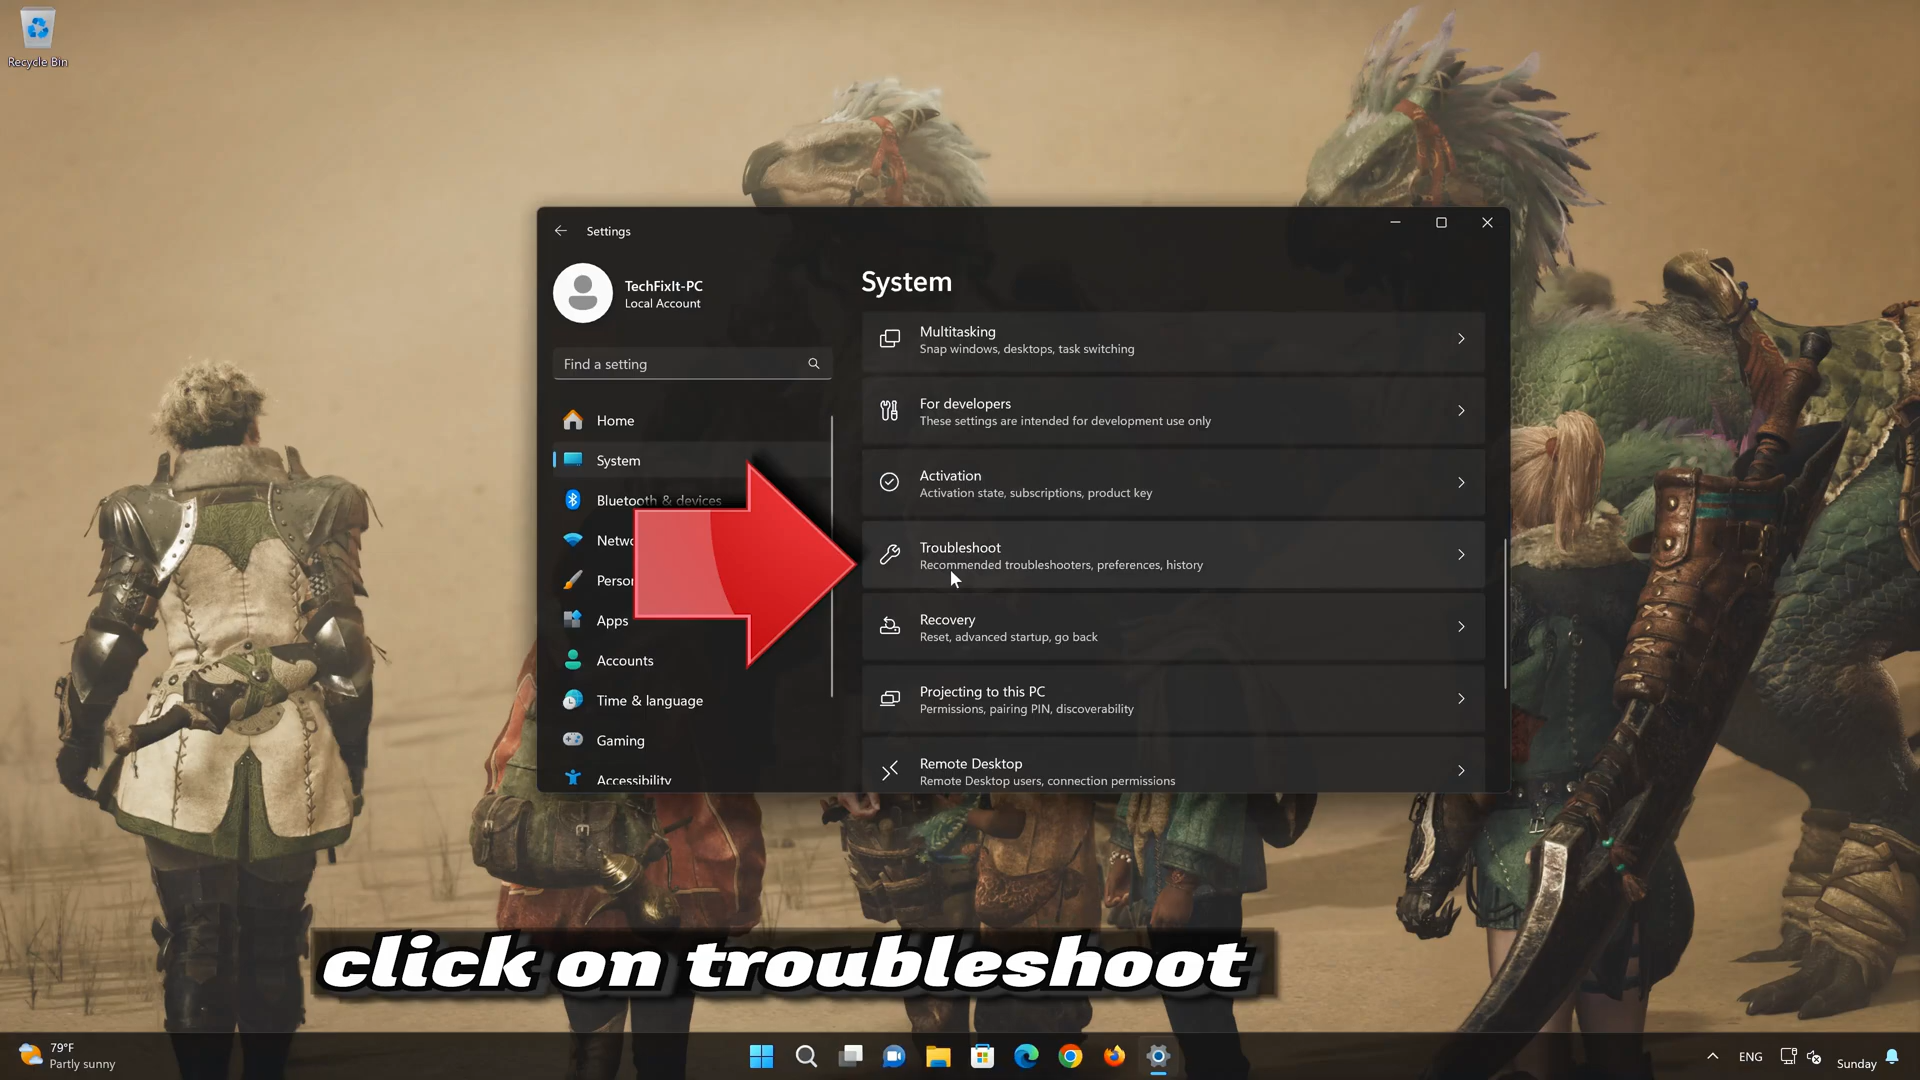 Recycle Bin
Settings
TechFixIt-PC
Local Account
Find a setting
Home
System
Bluetooth & devices
Netwo
Person
Apps
Accounts
Time & language
Gaming
Accessibility
System
Multitasking
Snap windows, desktops, task switching
For developers
These settings are intended for development use only
Activation
Activation state, subscriptions, product key
Troubleshoot
Recommended troubleshooters, preferences, history
Recovery
Reset, advanced startup, go back
Projecting to this PC
Permissions, pairing PIN, discoverability
Remote Desktop
Remote Desktop users, connection permissions
click on troubleshoot
79°F
Partly sunny
ENG
Sunday